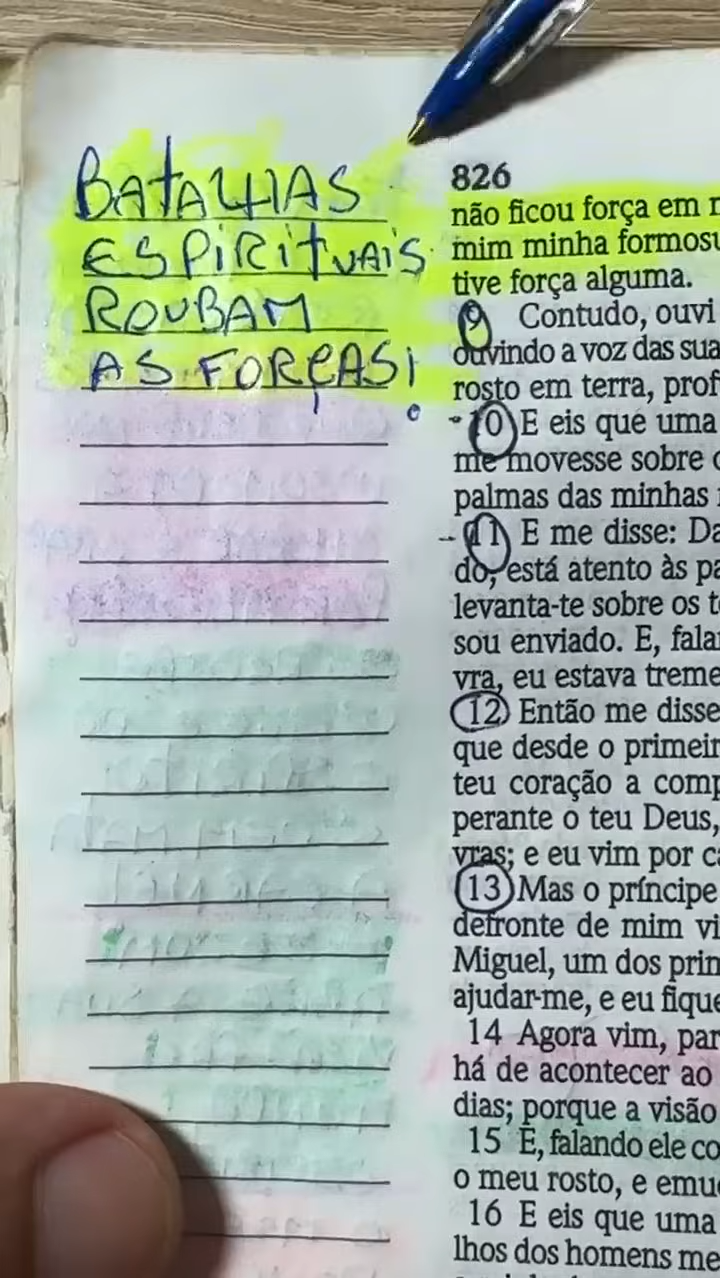 BATALHAS
ESPIRITUAIS
ROUBAM
AS FORÇAS!
826
não ficou força em
mim minha formosu
tive força alguma.
9 Contudo, ouvi
ouvindo a voz das sua
rosto em terra, prof
10 E eis que uma
me movesse sobre
palmas das minhas
11 E me disse: Da
do, está atento às pa
levanta-te sobre os
sou enviado. E, fala
vra, eu estava treme
12 Então me disse
que desde o primeir
teu coração a comp
perante o teu Deus,
vras; e eu vim por
13 Mas o príncipe
defronte de mim vi
Miguel, um dos prin
ajudar-me, e eu fique
14 Agora vim, par
há de acontecer ao
dias; porque a visão
15 E, falando ele co
o meu rosto, e emu
16 E eis que uma
lhos dos homens me